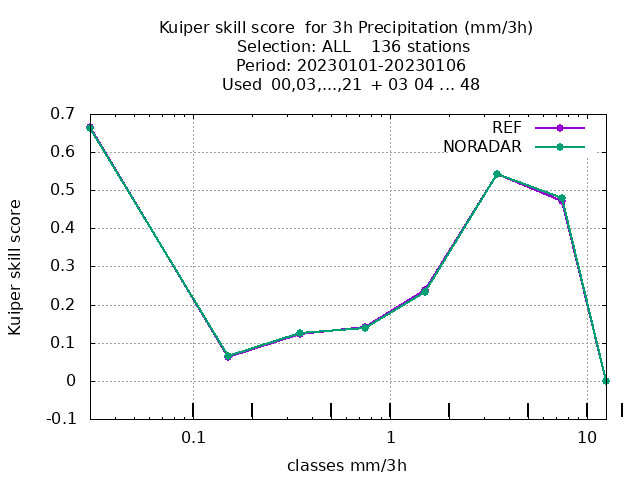 Kuiper skill score  for 3h Precipitation (mm/3h)
Selection: ALL    136 stations
Period: 20230101-20230106
Used  00,03,...,21  + 03 04 ... 48
REF
NORADAR
0.7
0.6
0.5
0.4
0.3
0.2
0.1
0
-0.1
Kuiper skill score
0.1
1
10
classes mm/3h